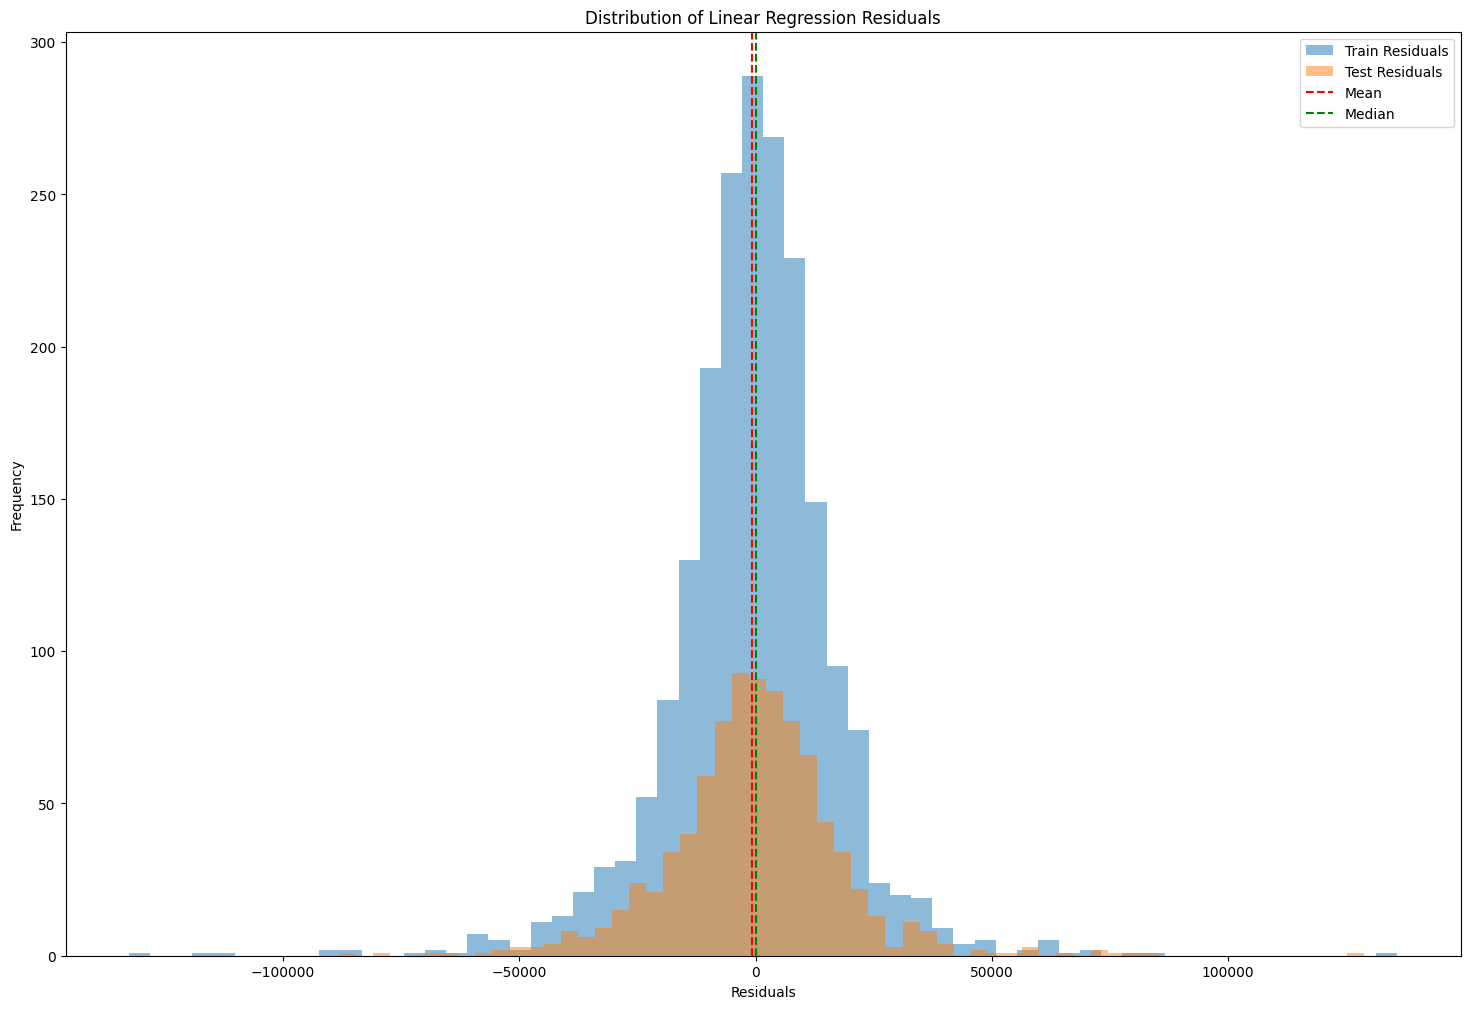 Distribution of Linear Regression Residuals
Train Residuals
Test Residuals
Mean
Median
Frequency
300
250
200
150
100
50
0
−100000
−50000
0
50000
100000
Residuals